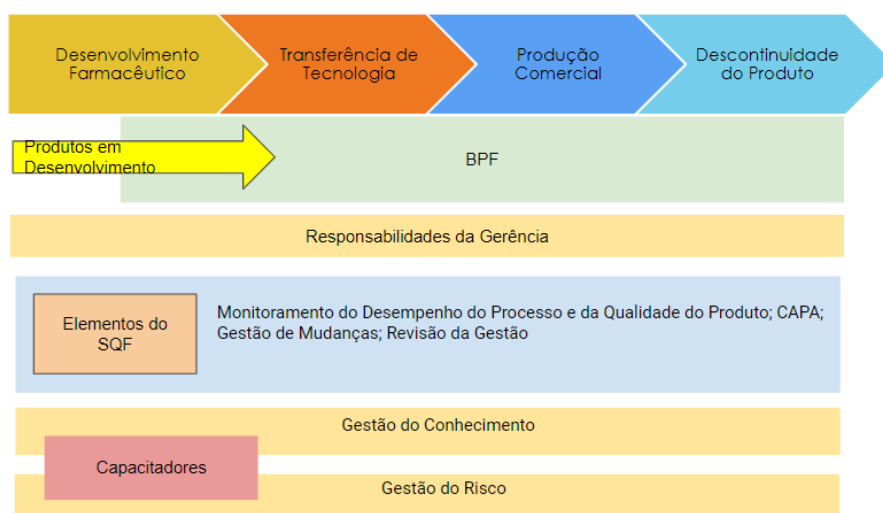 Desenvolvimento
Farmacêutico
Transferência de
Tecnologia
Produção
Comercial
Descontinuidade
do Produto
Produtos em
Desenvolvimento
BPF
Responsabilidades da Gerência
Elementos do
SQF
Monitoramento do Desempenho do Processo e da Qualidade do Produto; CAPA;
Gestão de Mudanças; Revisão da Gestão
Gestão do Conhecimento
Capacitadores
Gestão do Risco